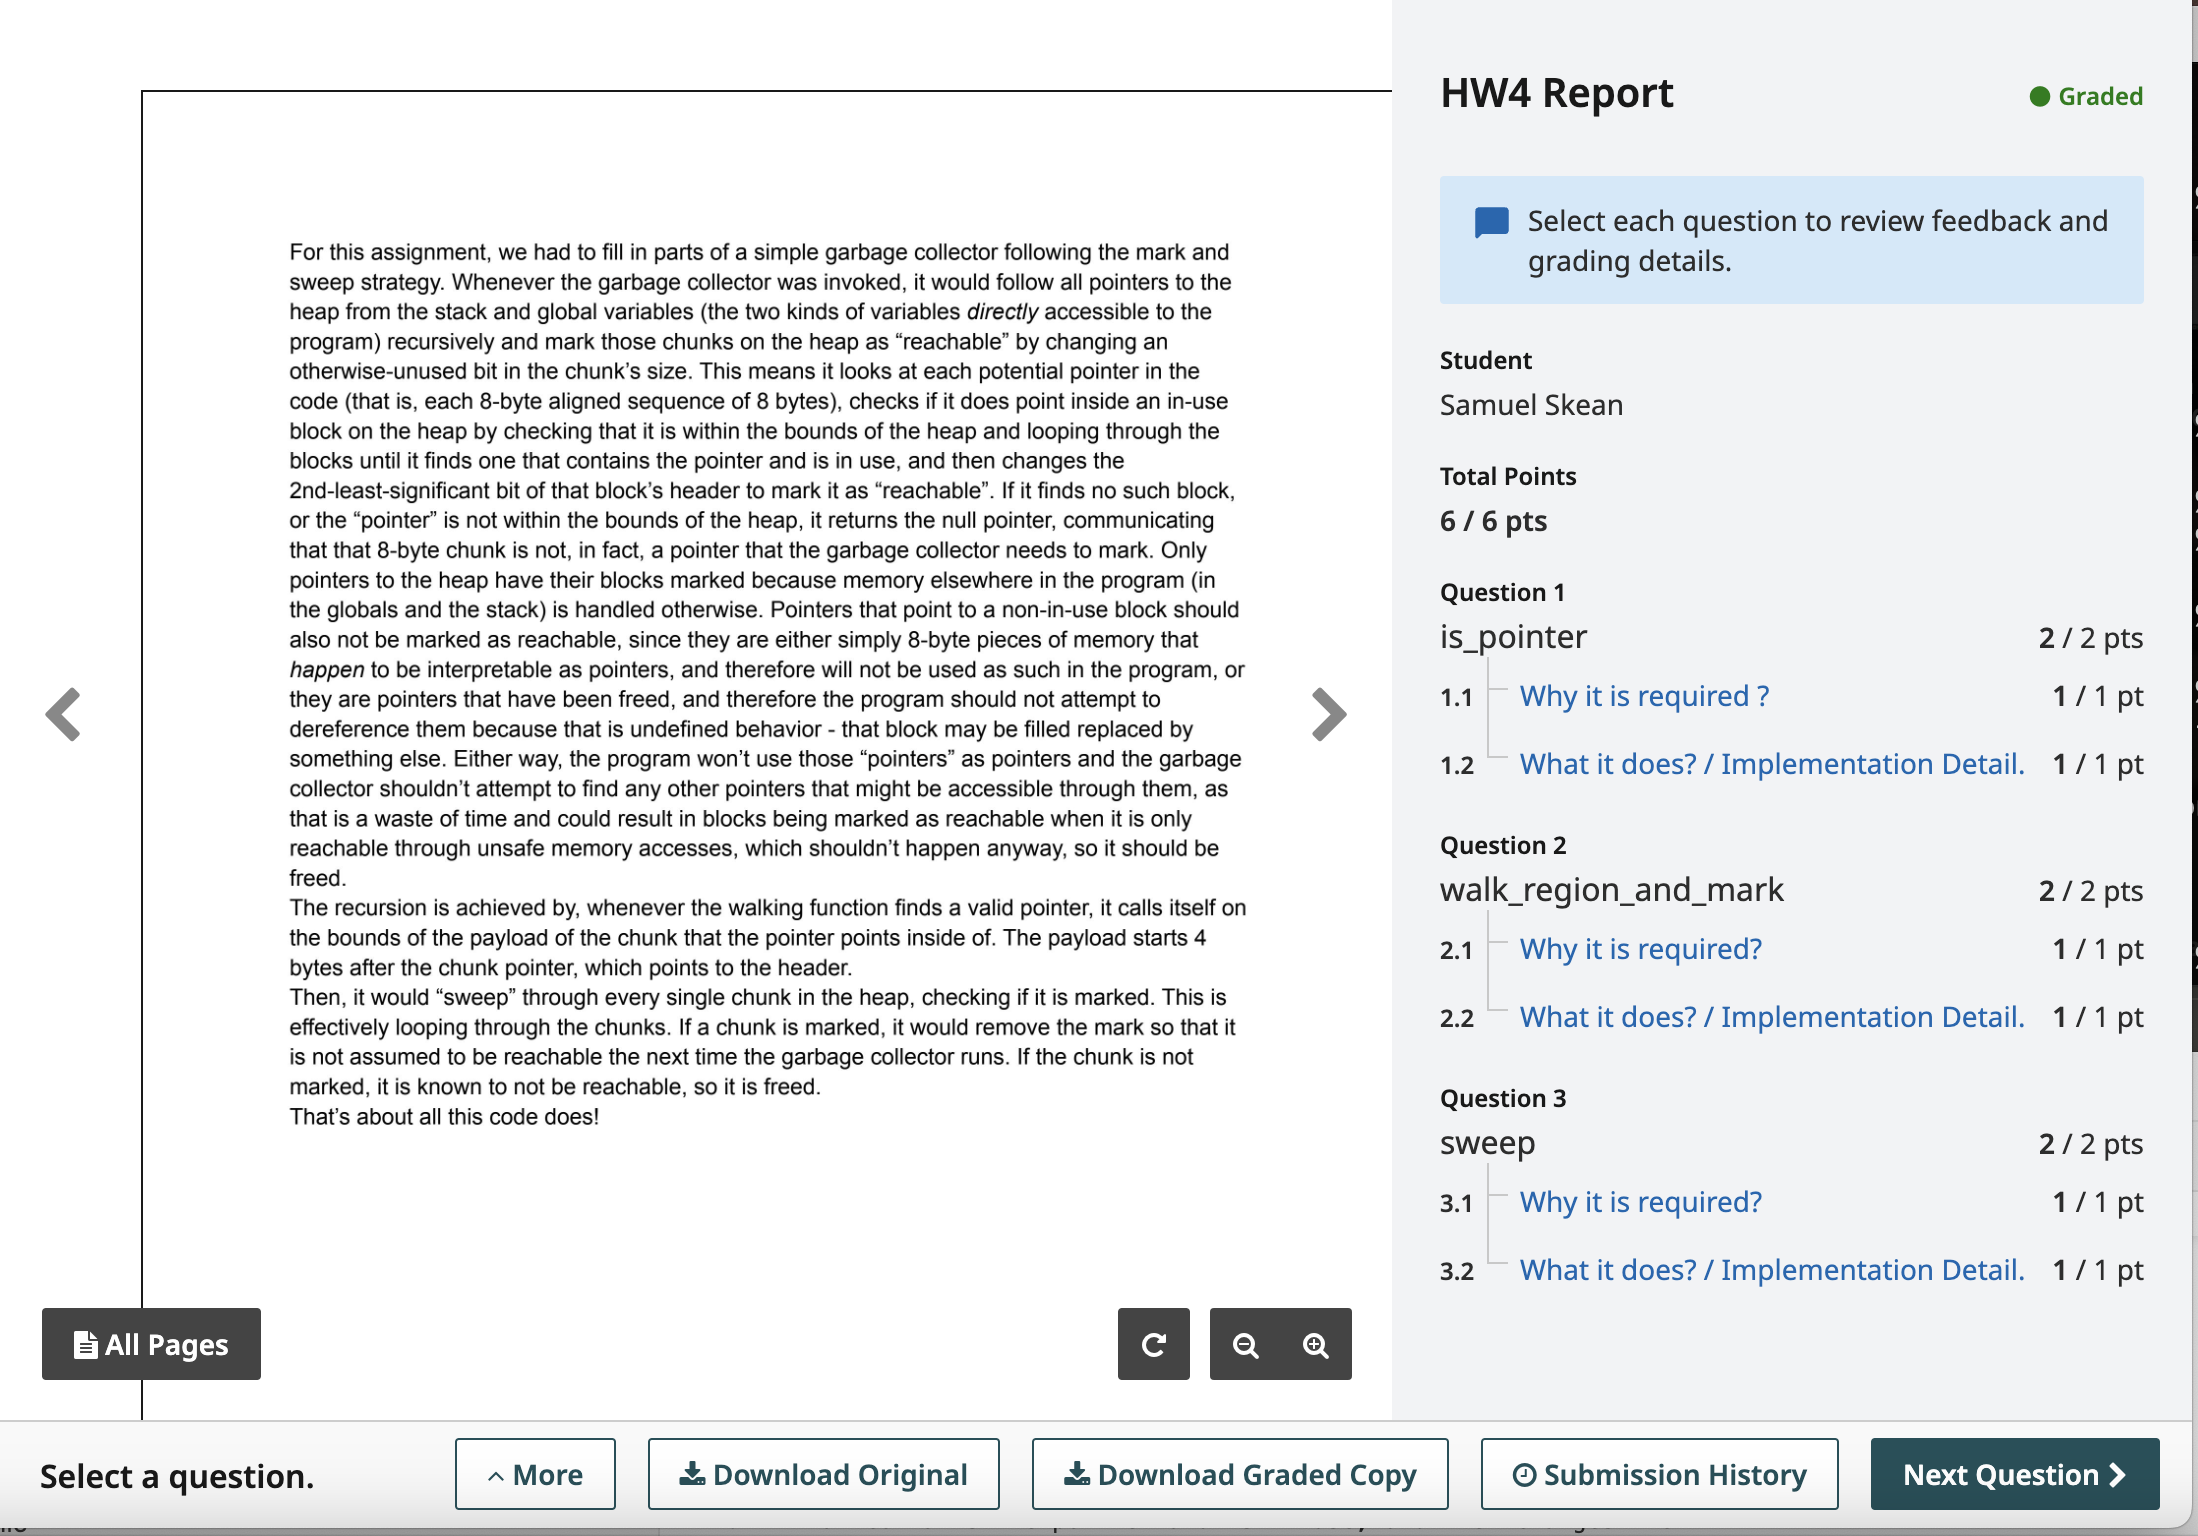 For this assignment, we had to fill in parts of a simple garbage collector following the mark and
sweep strategy. Whenever the garbage collector was invoked, it would follow all pointers to the
heap from the stack and global variables (the two kinds of variables directly accessible to the
program) recursively and mark those chunks on the heap as “reachable” by changing an
otherwise-unused bit in the chunk’s size. This means it looks at each potential pointer in the
code (that is, each 8-byte aligned sequence of 8 bytes), checks if it does point inside an in-use
block on the heap by checking that it is within the bounds of the heap and looping through the
blocks until it finds one that contains the pointer and is in use, and then changes the
2nd-least-significant bit of that block’s header to mark it as “reachable”. If it finds no such block,
or the “pointer” is not within the bounds of the heap, it returns the null pointer, communicating
that that 8-byte chunk is not, in fact, a pointer that the garbage collector needs to mark. Only
pointers to the heap have their blocks marked because memory elsewhere in the program (in
the globals and the stack) is handled otherwise. Pointers that point to a non-in-use block should
also not be marked as reachable, since they are either simply 8-byte pieces of memory that
happen to be interpretable as pointers, and therefore will not be used as such in the program, or
they are pointers that have been freed, and therefore the program should not attempt to
dereference them because that is undefined behavior - that block may be filled replaced by
something else. Either way, the program won’t use those “pointers” as pointers and the garbage
collector shouldn’t attempt to find any other pointers that might be accessible through them, as
that is a waste of time and could result in blocks being marked as reachable when it is only
reachable through unsafe memory accesses, which shouldn’t happen anyway, so it should be
freed.
The recursion is achieved by, whenever the walking function finds a valid pointer, it calls itself on
the bounds of the payload of the chunk that the pointer points inside of. The payload starts 4
bytes after the chunk pointer, which points to the header.
Then, it would “sweep” through every single chunk in the heap, checking if it is marked. This is
effectively looping through the chunks. If a chunk is marked, it would remove the mark so that it
is not assumed to be reachable the next time the garbage collector runs. If the chunk is not
marked, it is known to not be reachable, so it is freed.
That’s about all this code does!
All Pages
HW4 Report
Graded
Select each question to review feedback and
grading details.
Student
Samuel Skean
Total Points
6 / 6 pts
Question 1
is_pointer 2 / 2 pts
1.1 Why it is required ? 1 / 1 pt
1.2 What it does? / Implementation Detail. 1 / 1 pt
Question 2
walk_region_and_mark 2 / 2 pts
2.1 Why it is required? 1 / 1 pt
2.2 What it does? / Implementation Detail. 1 / 1 pt
Question 3
sweep 2 / 2 pts
3.1 Why it is required? 1 / 1 pt
3.2 What it does? / Implementation Detail. 1 / 1 pt
Select a question. More Download Original Download Graded Copy Submission History Next Question